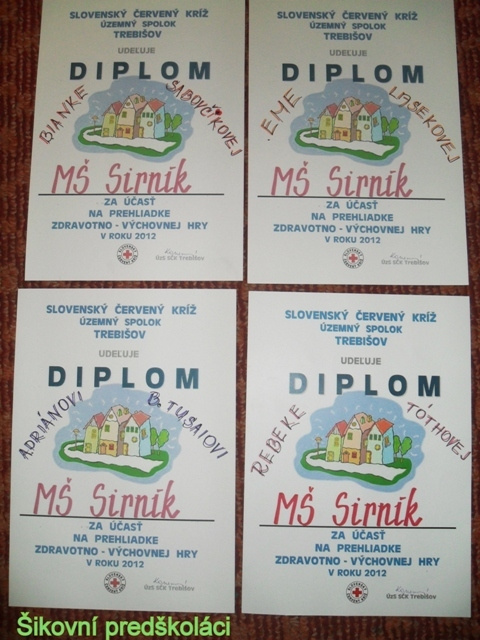 SLOVENSKÝ ČERVENÝ KRÍŽ
ÚZEMNÝ SPOLOK
TREBIŠOV
UDEĽUJE
DIPLOM
BIANKE SABOVČÍKOVEJ
MŠ Sirník
ZA ÚČASŤ
NA PREHLIADKE
ZDRAVOTNO - VÝCHOVNEJ HRY
V ROKU 2012
ÚzS SČK Trebišov
SLOVENSKÝ ČERVENÝ KRÍŽ
ÚZEMNÝ SPOLOK
TREBIŠOV
UDEĽUJE
DIPLOM
EME LIŠEKOVEJ
MŠ Sirník
ZA ÚČASŤ
NA PREHLIADKE
ZDRAVOTNO - VÝCHOVNEJ HRY
V ROKU 2012
ÚzS SČK Trebišov
SLOVENSKÝ ČERVENÝ KRÍŽ
ÚZEMNÝ SPOLOK
TREBIŠOV
UDEĽUJE
DIPLOM
ADRIÁNOVI B. TUŠAIOVI
MŠ Sirník
ZA ÚČASŤ
NA PREHLIADKE
ZDRAVOTNO - VÝCHOVNEJ HRY
V ROKU 2012
ÚzS SČK Trebišov
SLOVENSKÝ ČERVENÝ KRÍŽ
ÚZEMNÝ SPOLOK
TREBIŠOV
UDEĽUJE
DIPLOM
REBEKE TÓTHOVEJ
MŠ Sirník
ZA ÚČASŤ
NA PREHLIADKE
ZDRAVOTNO - VÝCHOVNEJ HRY
V ROKU 2012
ÚzS SČK Trebišov
Šikovní predškoláci